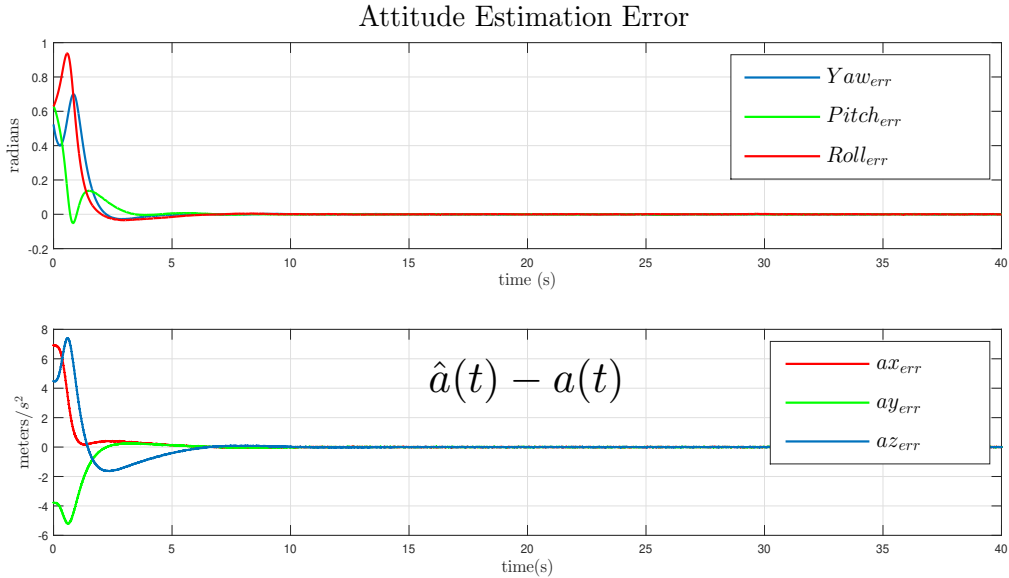 Attitude Estimation Error
1
0.8
0.6
0.4
0.2
0
-0.2
radians
Yaw_err
Pitch_err
Roll_err
0 5 10 15 20 25 30 35 40
time (s)
8
6
4
2
0
-2
-4
-6
meters/s²
â(t) − a(t)
ax_err
ay_err
az_err
0 5 10 15 20 25 30 35 40
time(s)